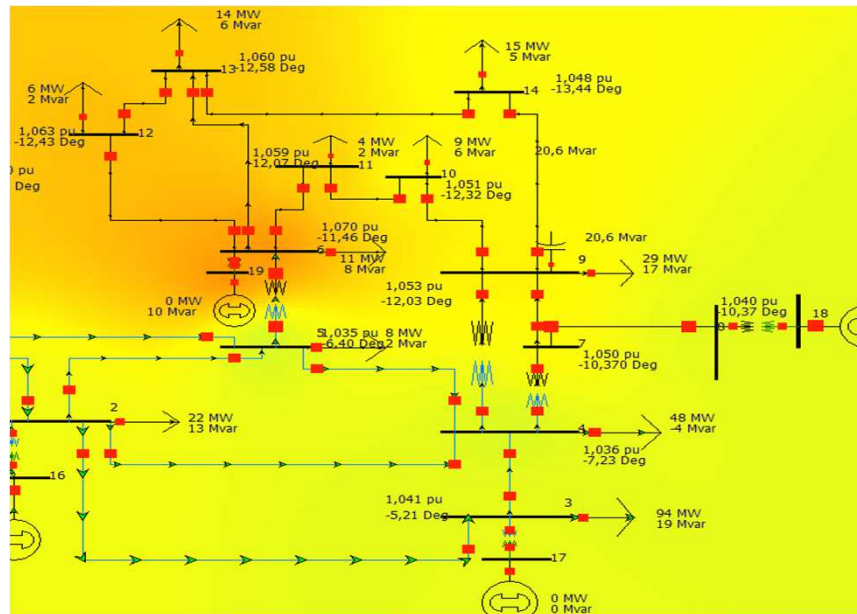 14 MW
6 Mvar
1,060 pu
13
-12,58 Deg
15 MW
5 Mvar
1,048 pu
14
-13,44 Deg
6 MW
2 Mvar
1,063 pu
-12,43 Deg
12
4 MW
2 Mvar
1,059 pu
-12,07 Deg
11
9 MW
6 Mvar
10
1,051 pu
-12,32 Deg
20,6 Mvar
0 pu
Deg
1,070 pu
-11,46 Deg
6
11 MW
8 Mvar
19
0 MW
10 Mvar
20,6 Mvar
9
29 MW
17 Mvar
1,053 pu
-12,03 Deg
1,040 pu
-10,37 Deg
18
8
5
1,035 pu
-6,40 Deg
8 MW
2 Mvar
7
1,050 pu
-10,370 Deg
2
22 MW
13 Mvar
4
48 MW
-4 Mvar
1,036 pu
-7,23 Deg
16
1,041 pu
-5,21 Deg
3
94 MW
19 Mvar
17
0 MW
0 Mvar